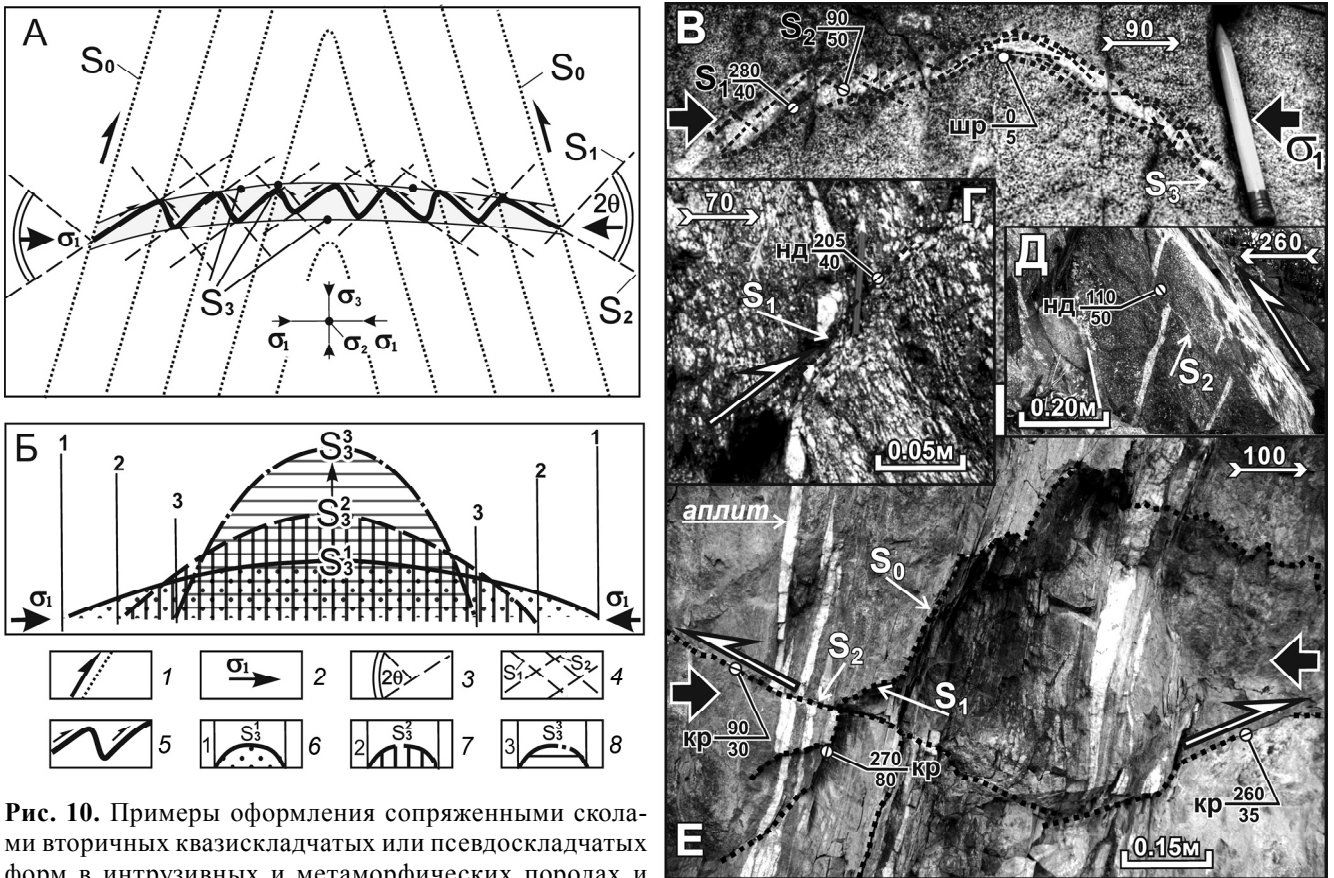 А
S0
S0
S1
σ1
σ1
2θ
S3
S2
σ3
σ1
σ2 σ1
Б
1
2
3
S₃³
S₃²
S₃¹
3
2
1
σ1
σ1
1
σ1
2
2θ
3
S1
S2
4
5
1
S₃¹
6
2
S₃²
7
3
S₃³
8
Рис. 10. Примеры оформления сопряженными скола-
ми вторичных квазискладчатых или псевдоскладчатых
форм в интрузивных и метаморфических породах и
В
S1 280/40
S2 90/50
шр 0/5
90
σ1
S3
70
Г
нд 205/40
S1
0.05м
Д
260
нд 110/50
S2
0.20м
100
аплит
S0
S2
S1
кр 90/30
270/80 кр
кр 260/35
Е
0.15м